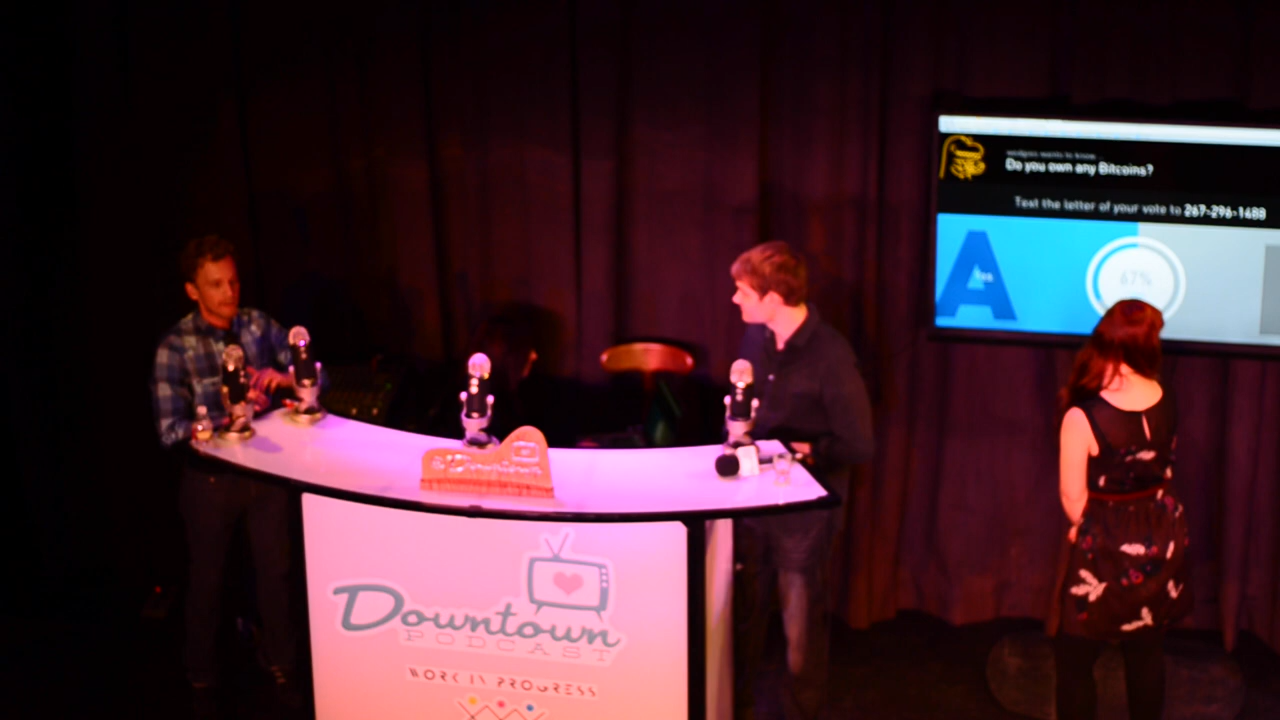 Do you own any Bitcoins?
Text the letter of your vote to 267-296-1488
A
67%
Downtown
PODCAST
WORK IN PROGRESS